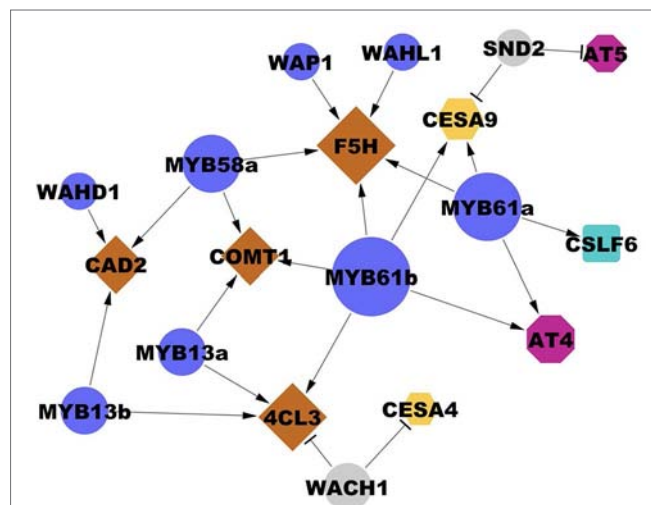 SND2
AT5
WAHL1
WAP1
CESA9
F5H
MYB58a
WAHD1
MYB61a
CSLF6
COMT1
CAD2
MYB61b
AT4
MYB13a
MYB13b
4CL3
CESA4
WACH1